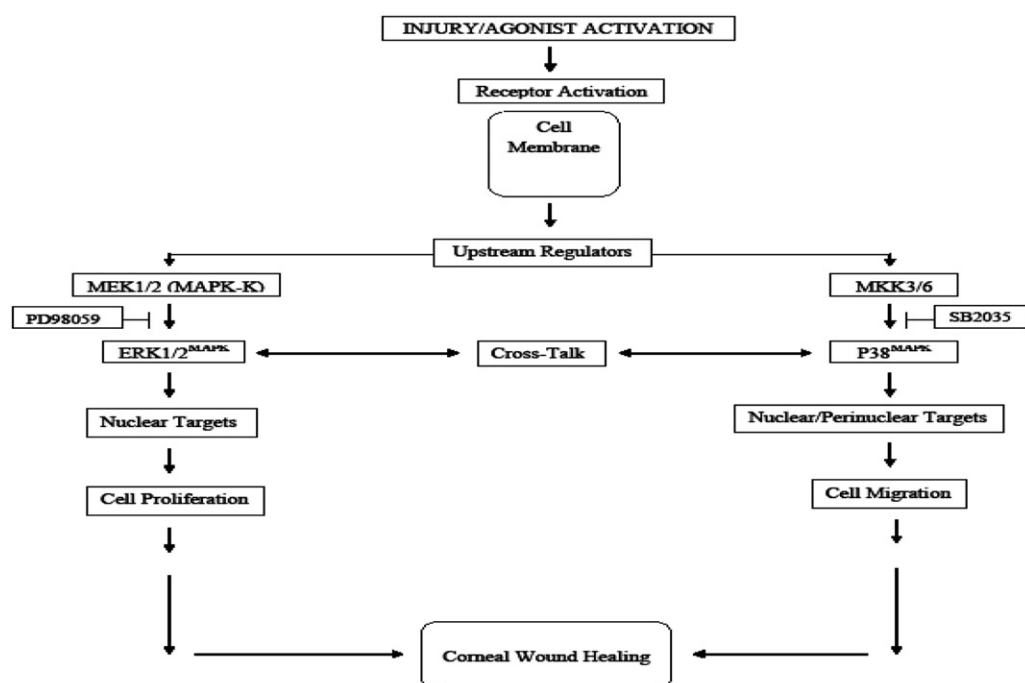 INJURY/AGONIST ACTIVATION
Receptor Activation
Cell
Membrane
Upstream Regulators
MEK1/2 (MAPK-K)
MKK3/6
PD98059
SB2035
ERK1/2MAPK
Cross-Talk
P38MAPK
Nuclear Targets
Nuclear/Perinuclear Targets
Cell Proliferation
Cell Migration
Corneal Wound Healing